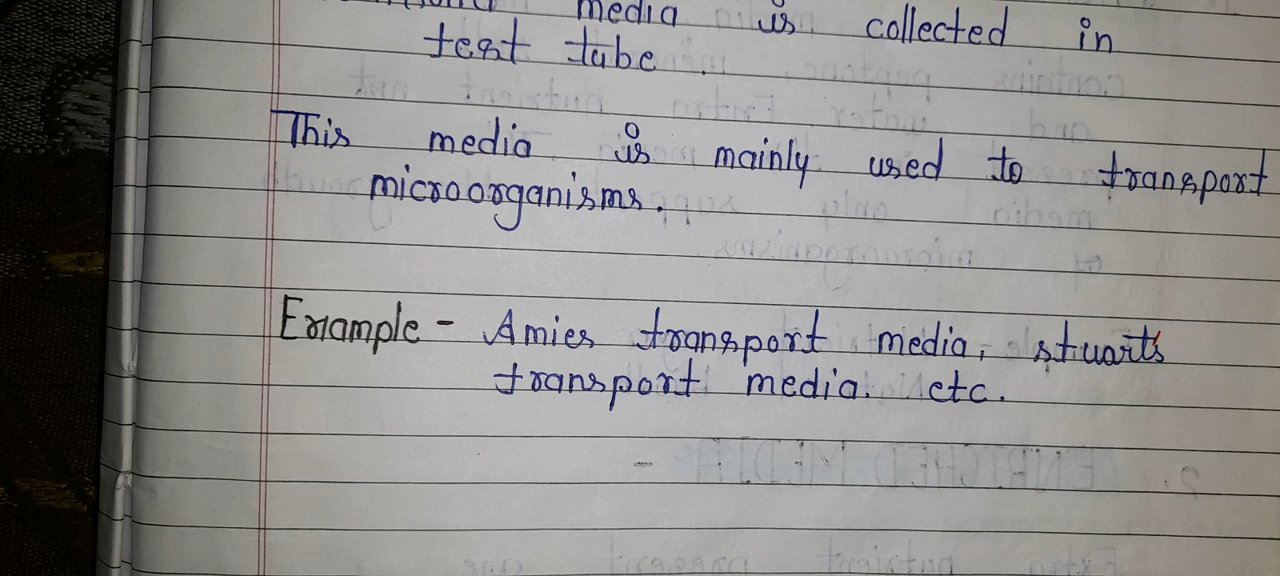 media is collected in
test tube.
This media is mainly used to transport
microorganisms.
Example - Amies transport media, stuart's
transport media. etc.